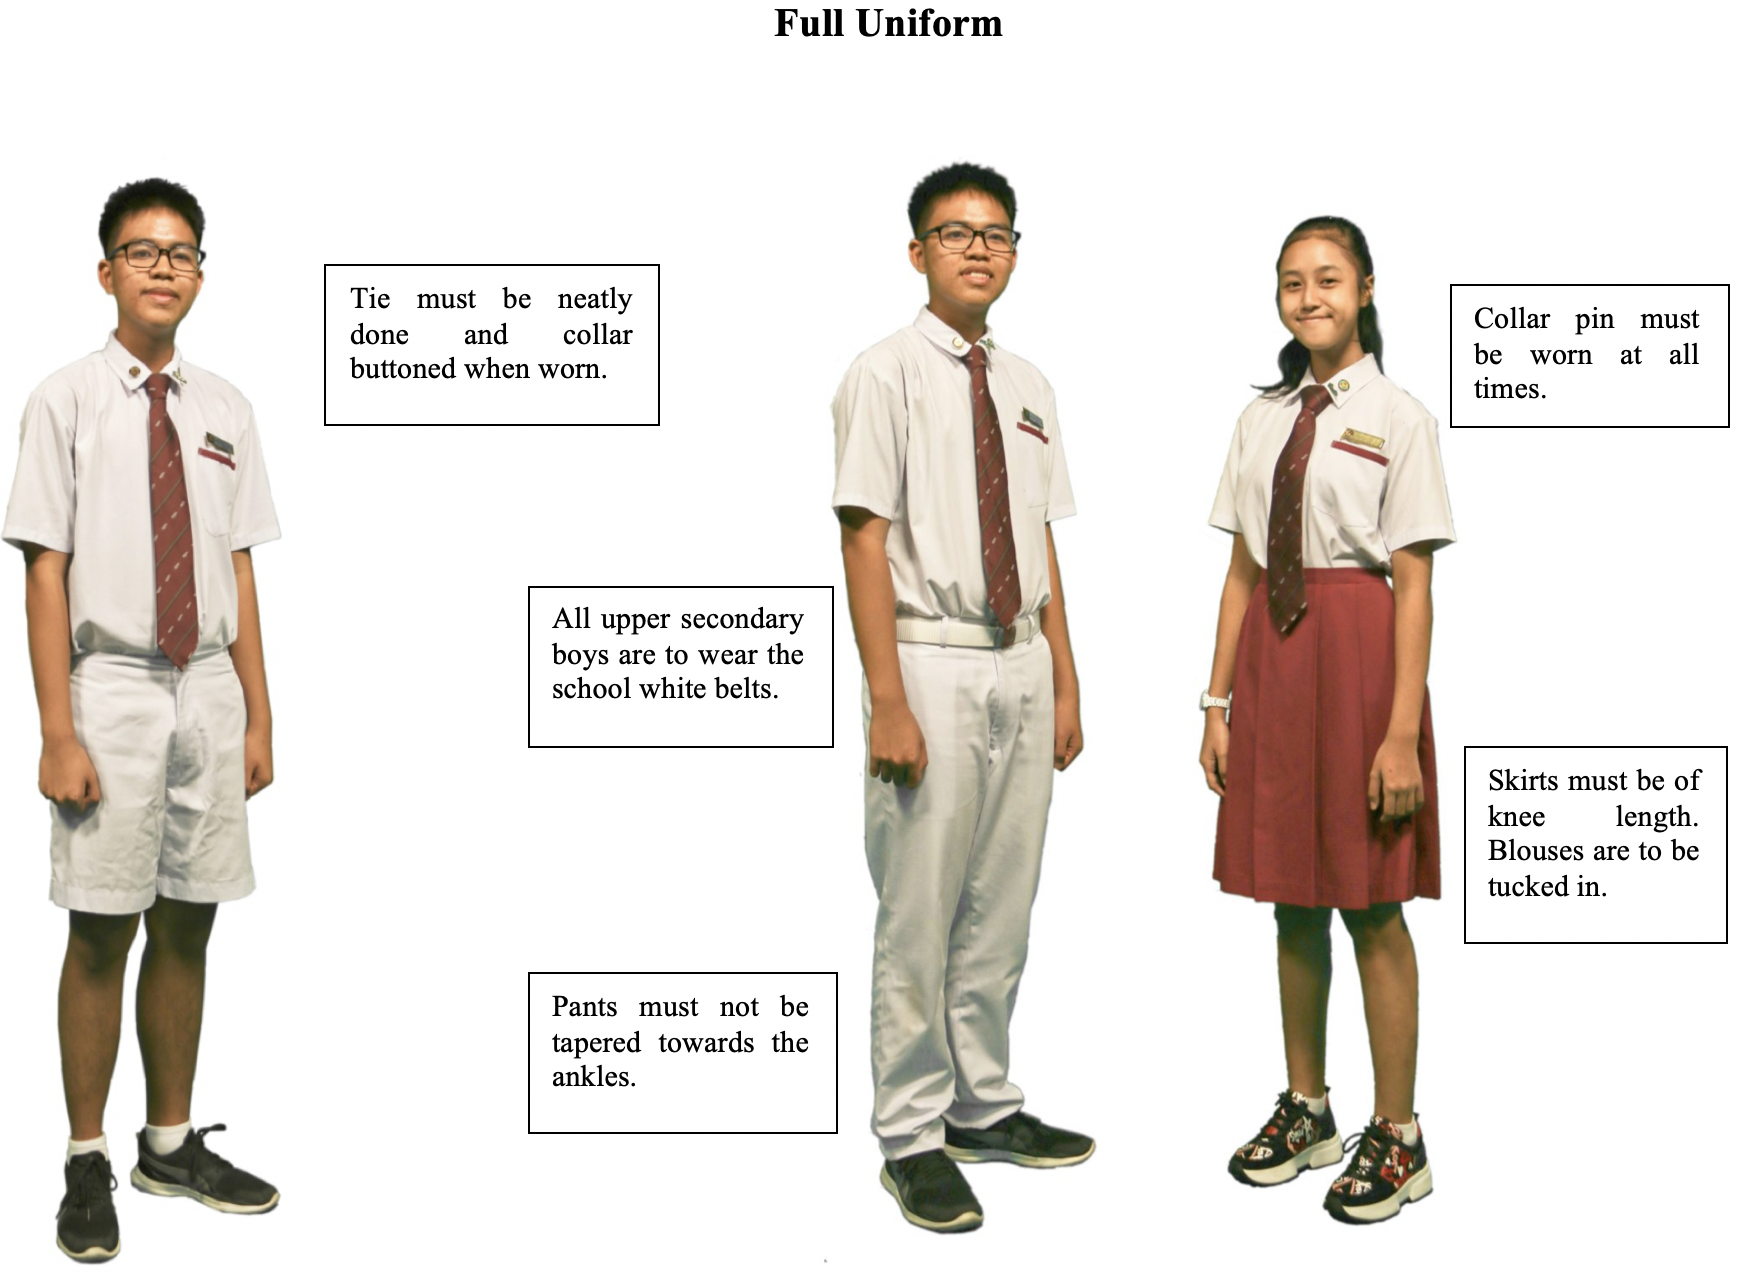 Full Uniform
Tie must be neatly
done and collar
buttoned when worn.
Collar pin must
be worn at all
times.
All upper secondary
boys are to wear the
school white belts.
Skirts must be of
knee length.
Blouses are to be
tucked in.
Pants must not be
tapered towards the
ankles.